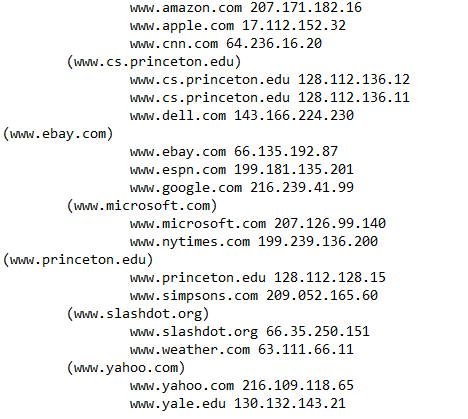 www.amazon.com 207.171.182.16
www.apple.com 17.112.152.32
www.cnn.com 64.236.16.20
(www.cs.princeton.edu)
www.cs.princeton.edu 128.112.136.12
www.cs.princeton.edu 128.112.136.11
www.dell.com 143.166.224.230
(www.ebay.com)
www.ebay.com 66.135.192.87
www.espn.com 199.181.135.201
www.google.com 216.239.41.99
(www.microsoft.com)
www.microsoft.com 207.126.99.140
www.nytimes.com 199.239.136.200
(www.princeton.edu)
www.princeton.edu 128.112.128.15
www.simpsons.com 209.052.165.60
(www.slashdot.org)
www.slashdot.org 66.35.250.151
www.weather.com 63.111.66.11
(www.yahoo.com)
www.yahoo.com 216.109.118.65
www.yale.edu 130.132.143.21